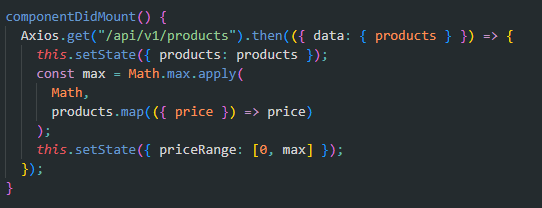 componentDidMount() {
  Axios.get("/api/v1/products").then(({ data: { products } }) => {
    this.setState({ products: products });
    const max = Math.max.apply(
      Math,
      products.map(({ price }) => price)
    );
    this.setState({ priceRange: [0, max] });
  });
}